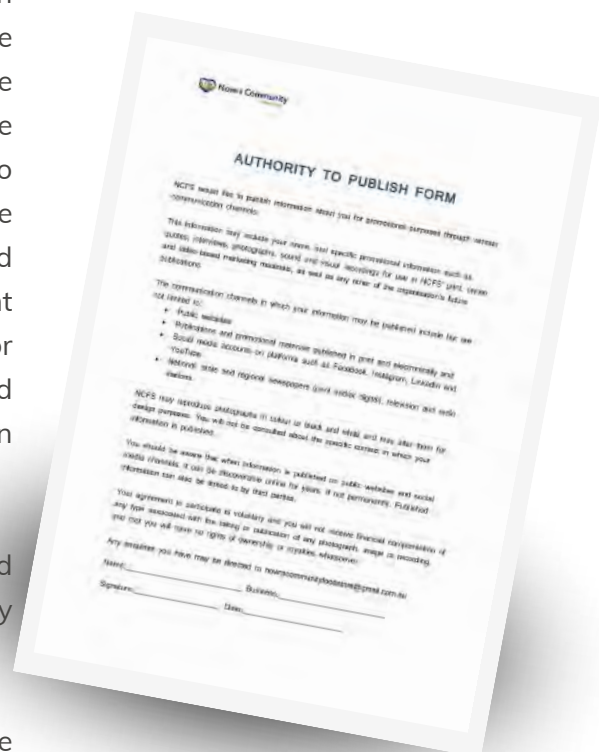 e
e
e
o
e
d
t
or
d
n
d
y
e
Nowra Community
AUTHORITY TO PUBLISH FORM
NCFS would like to publish information about you for promotional purposes through various
communication channels.
This information may include your name, and specific promotional information such as
quotes, interviews, photographs, sound and visual recordings for use in NCFS' print, online
and video based marketing materials, as well as any other of the organisation's future
publications.
The communication channels in which your information may be published include but are
not limited to:
• Public websites
• Publications and promotional materials published in print and electronically and
• Social media accounts on platforms such as Facebook, Instagram, LinkedIn and
YouTube
• National, state and regional newspapers (print and/or digital), television and radio
stations.
NCFS may reproduce photographs in colour or black and white and may alter them for
design purposes. You will not be consulted about the specific context in which your
information is published.
You should be aware that when information is published on public websites and social
media channels, it can be discoverable online for years, if not permanently. Published
information can also be linked to by third parties.
Your agreement to participate is voluntary and you will not receive financial compensation of
any type associated with the taking or publication of any photograph, image or recording,
and that you will have no rights of ownership or royalties whatsoever.
Any enquiries you have may be directed to
Name: Business:
Signature: Date: